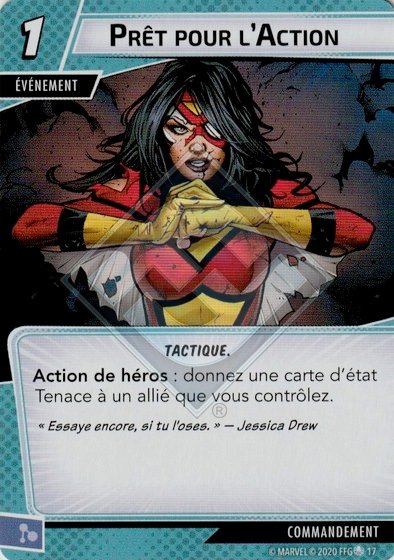 1
PRÊT POUR L'ACTION
ÉVÉNEMENT
TACTIQUE.
Action de héros : donnez une carte d'état
Tenace à un allié que vous contrôlez.
« Essaye encore, si tu l'oses. » — Jessica Drew
COMMANDEMENT
© MARVEL © 2020 FFG 17